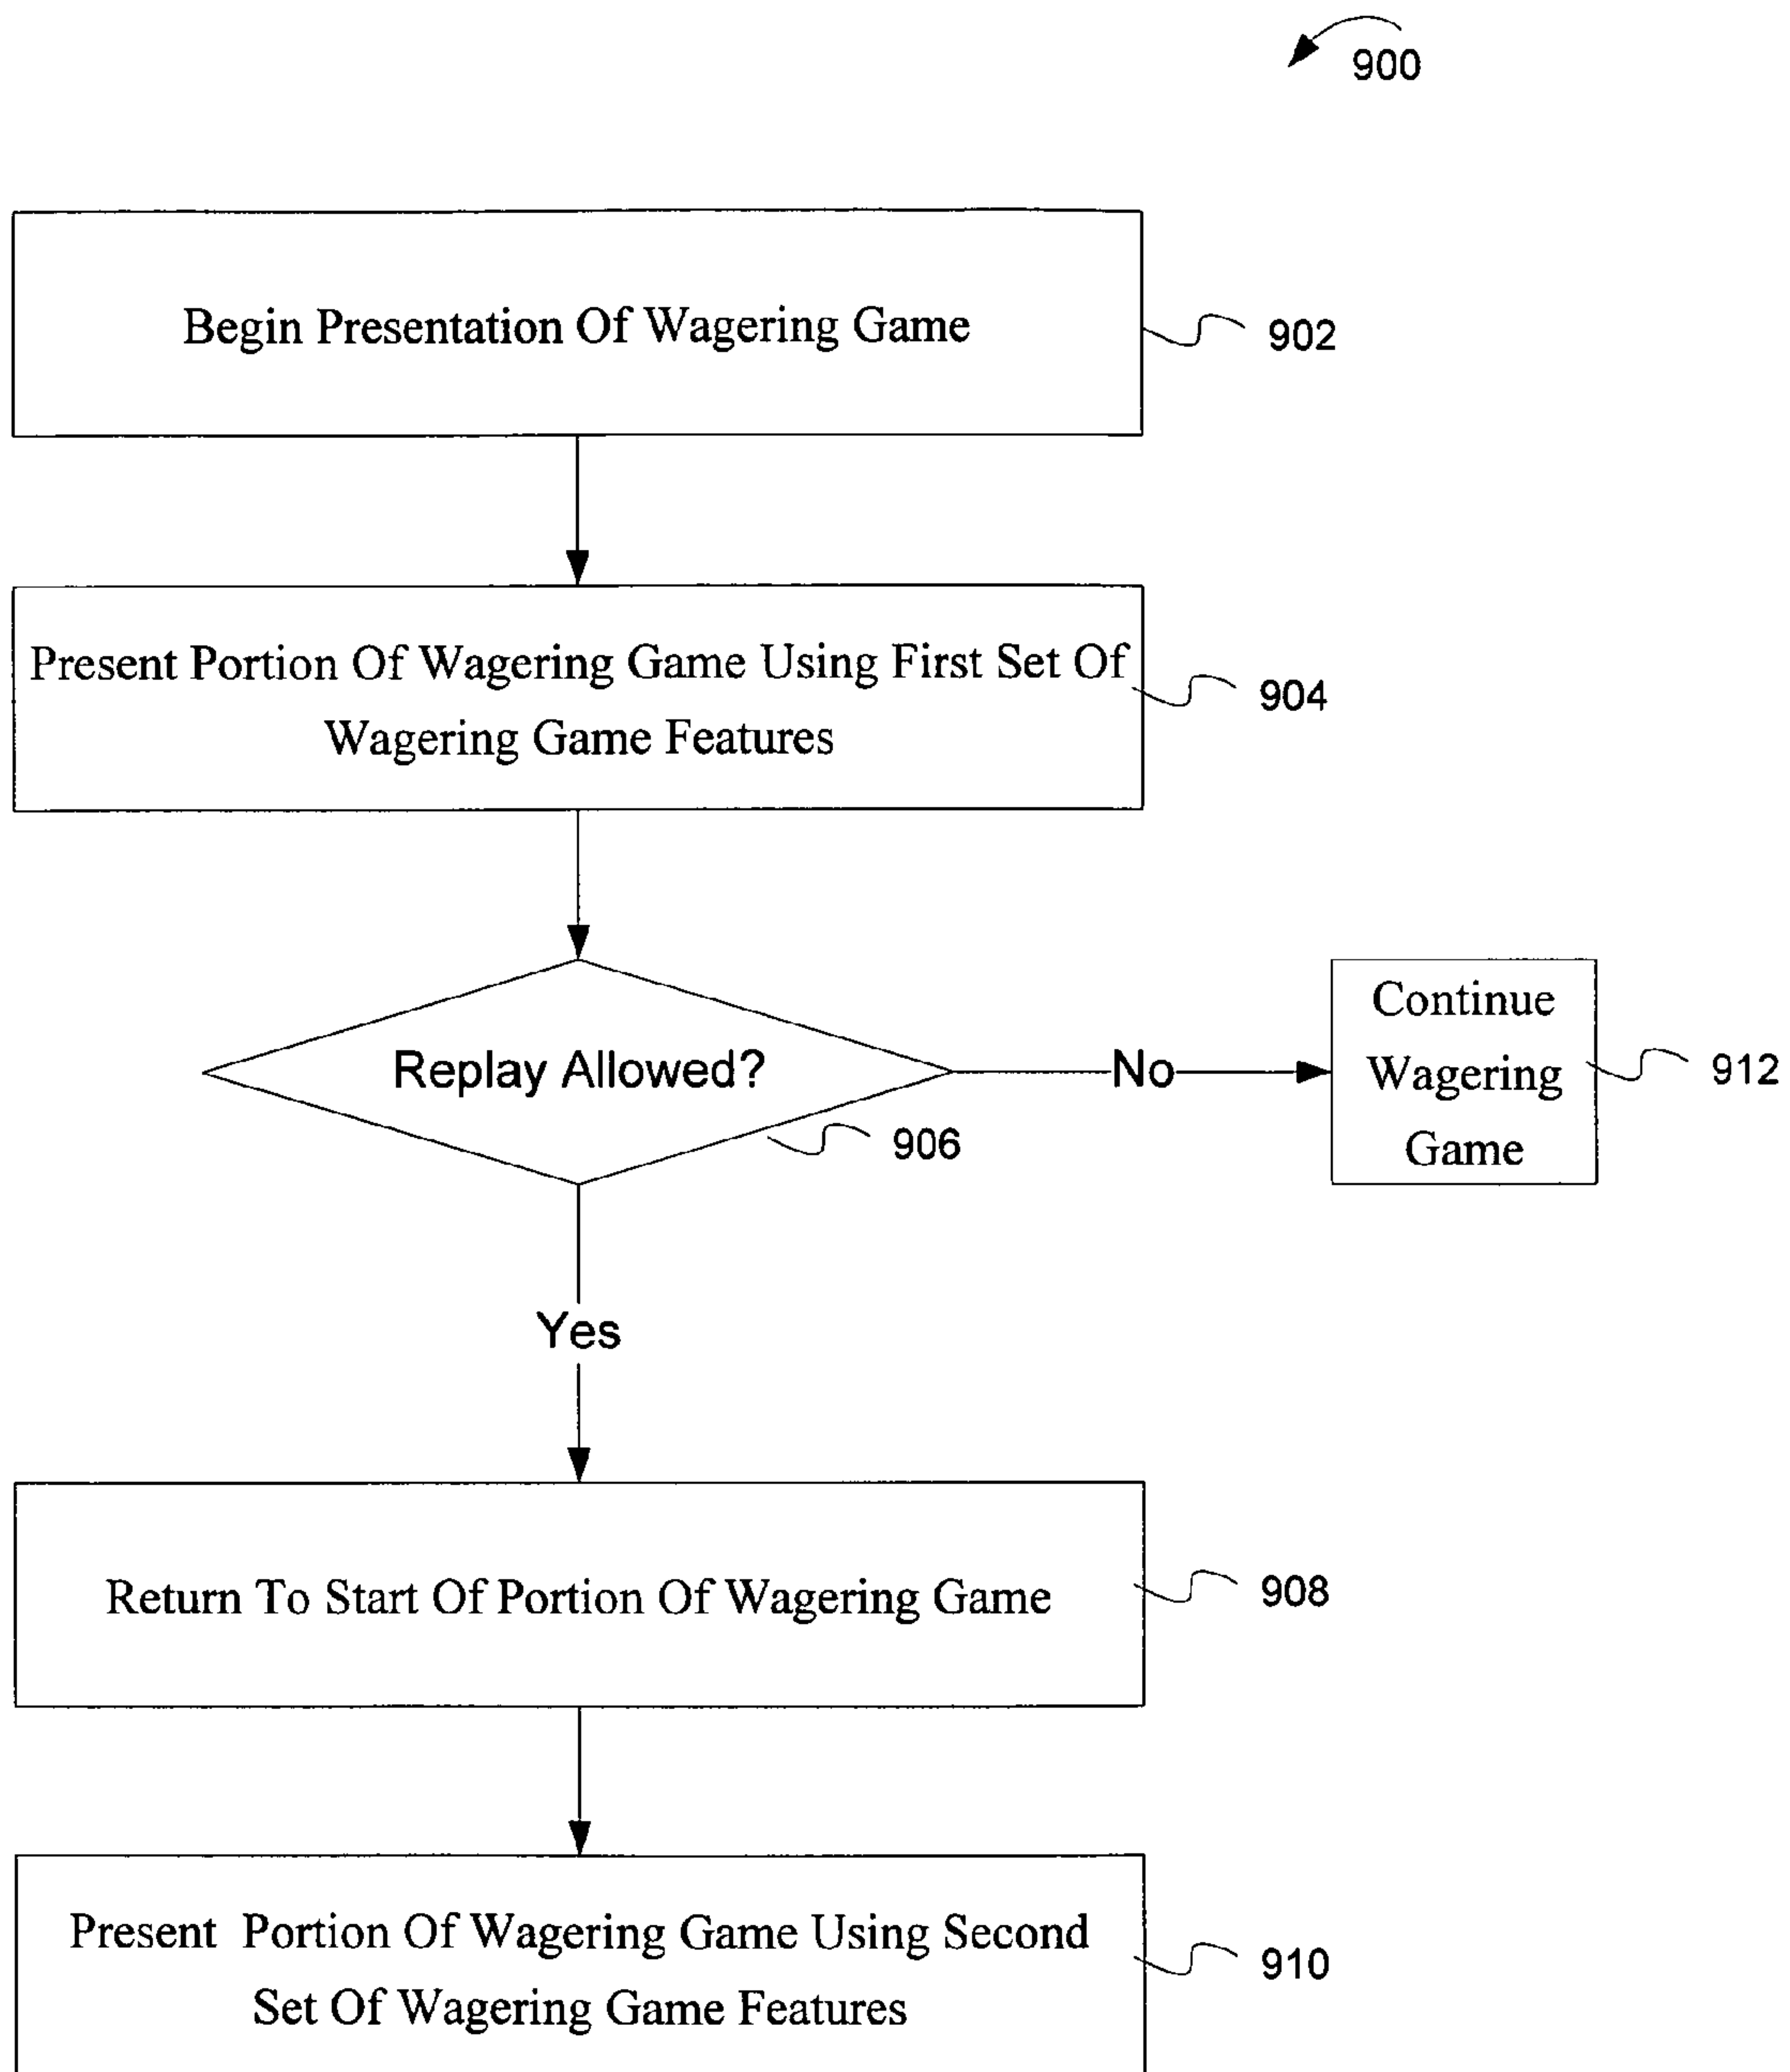 900
Begin Presentation Of Wagering Game
902
Present Portion Of Wagering Game Using First Set Of
Wagering Game Features
904
Replay Allowed?
906
No
Continue
Wagering
Game
912
Yes
Return To Start Of Portion Of Wagering Game
908
Present Portion Of Wagering Game Using Second
Set Of Wagering Game Features
910